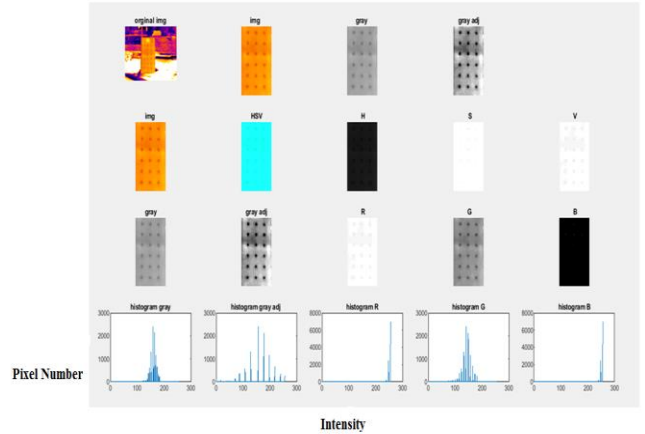 orginal img img gray gray adj
img HSV H S V
gray gray adj R G B
histogram gray histogram gray adj histogram R histogram G histogram B
3000 3000 8000 3000 8000
6000 6000
2000 2000 2000
4000 4000
1000 1000 1000
2000 2000
0 0 0 0 0
0 100 200 300 0 100 200 300 0 100 200 300 0 100 200 300 0 100 200 300
Pixel Number
Intensity